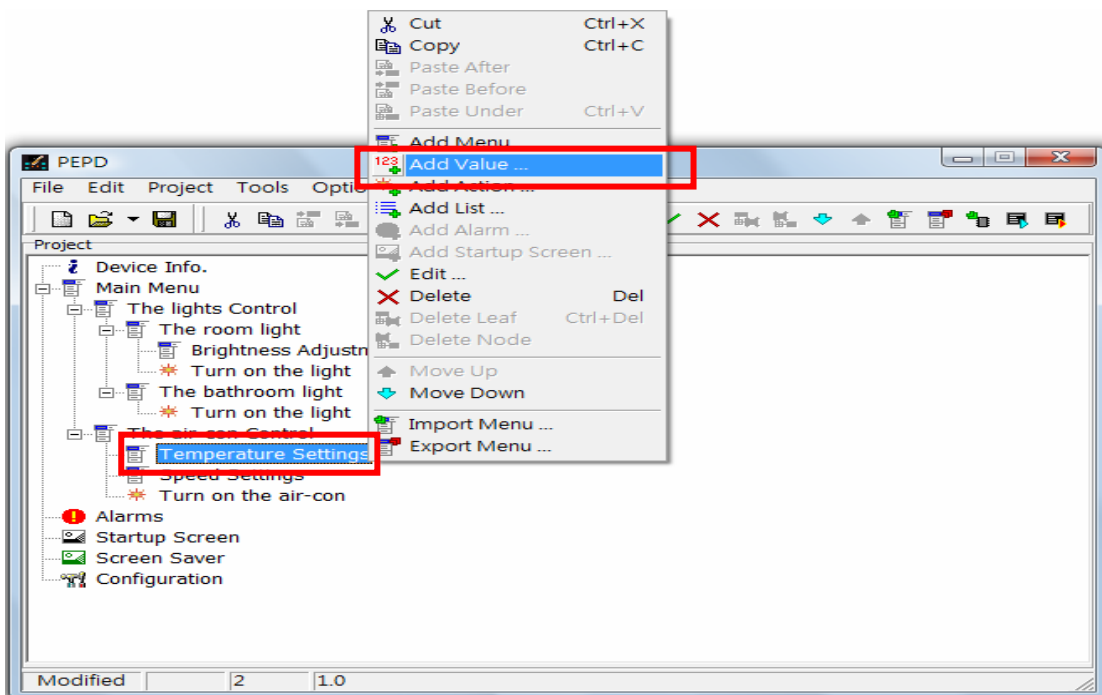 Cut Ctrl+X
Copy Ctrl+C
Paste After
Paste Before
Paste Under Ctrl+V
Add Menu
123 Add Value ...
Add Action ...
Add List ...
Add Alarm ...
Add Startup Screen ...
Edit ...
Delete Del
Delete Leaf Ctrl+Del
Delete Node
Move Up
Move Down
Import Menu ...
Export Menu ...
PEPD
File Edit Project Tools Optio
Project
Device Info.
Main Menu
The lights Control
The room light
Brightness Adjustn
Turn on the light
The bathroom light
Turn on the light
The air-con Control
Temperature Settings
Speed Settings
Turn on the air-con
Alarms
Startup Screen
Screen Saver
Configuration
Modified 2 1.0